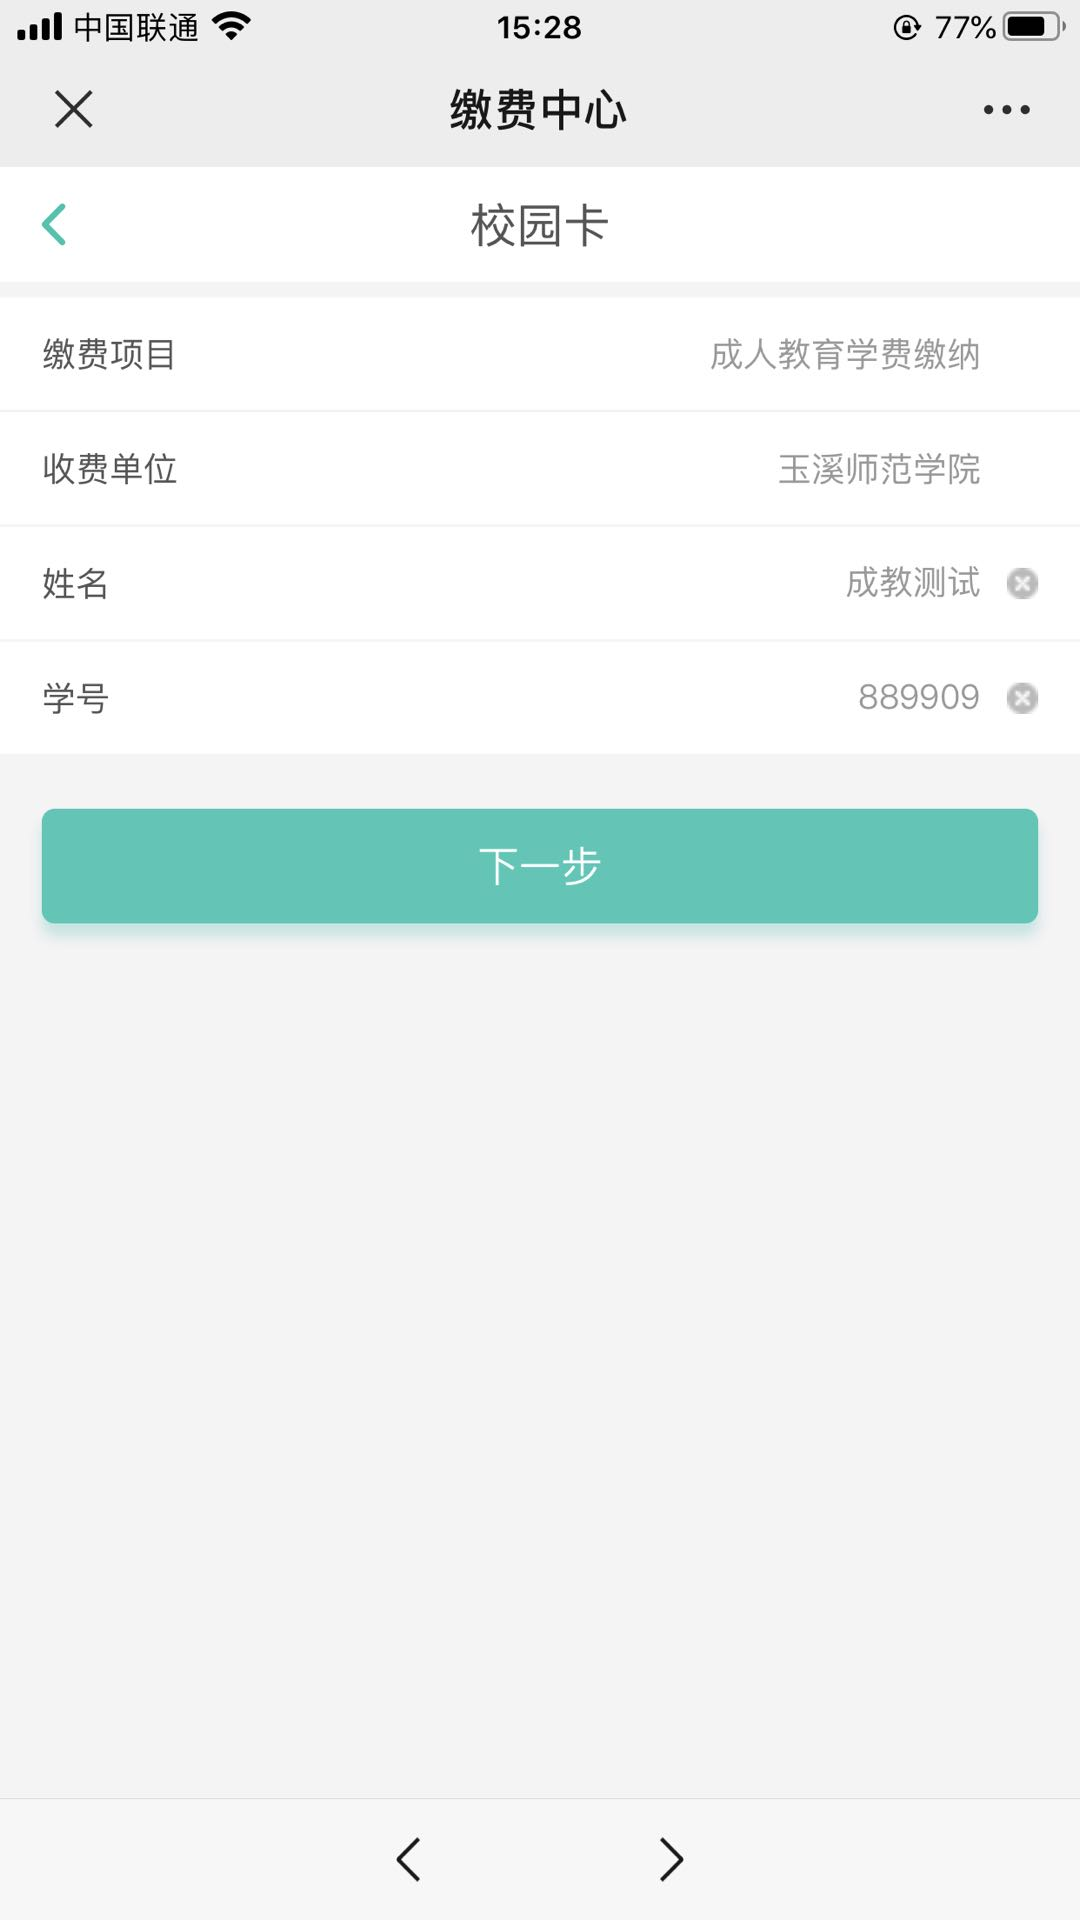 中国联通 15:28 77%
缴费中心
校园卡
缴费项目 成人教育学费缴纳
收费单位 玉溪师范学院
姓名 成教测试
学号 889909
下一步